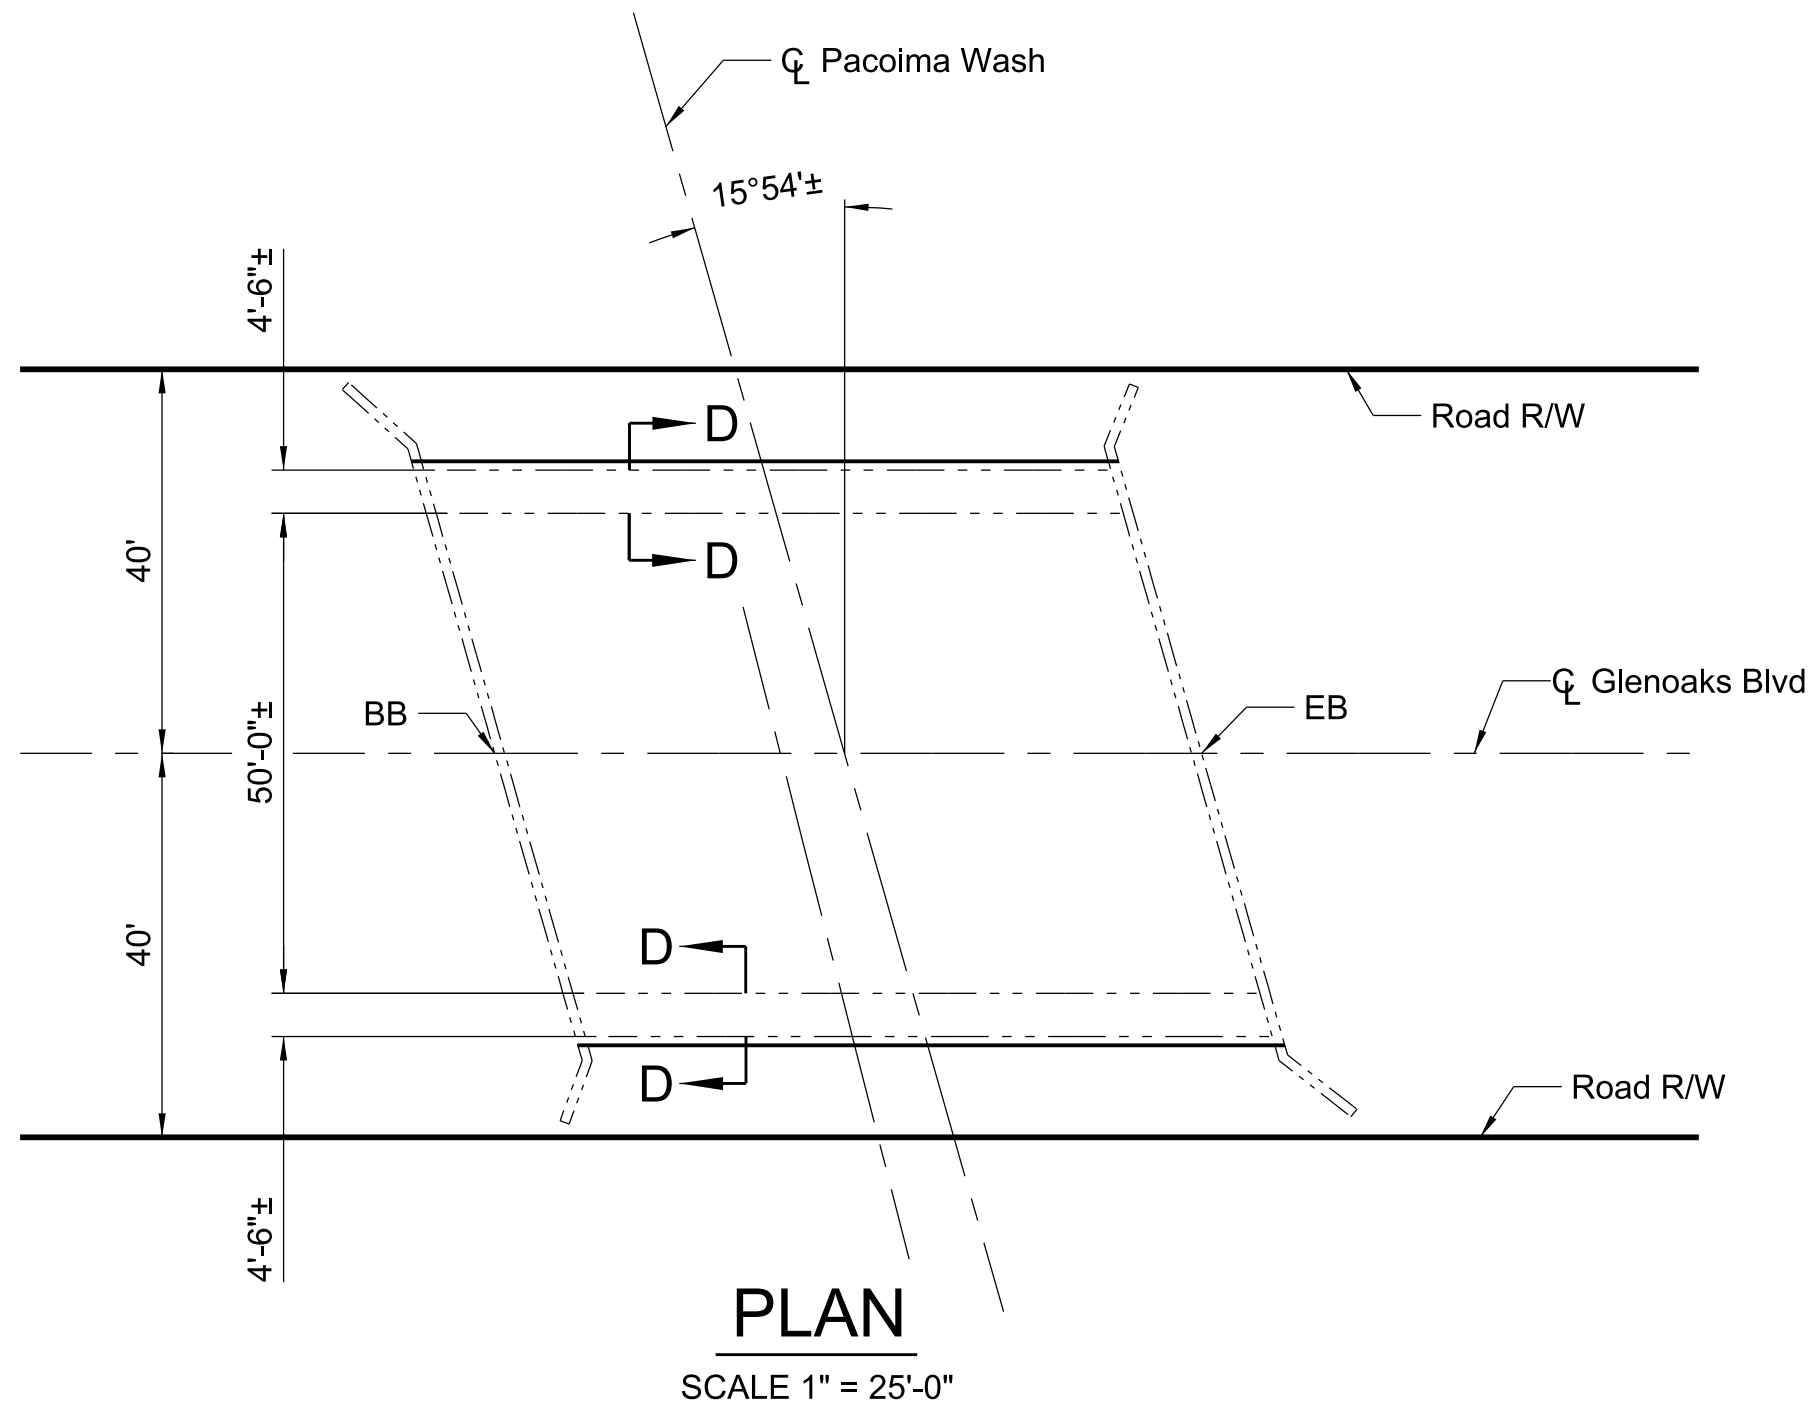 ℄ Pacoima Wash
15°54'±
4'-6"±
Road R/W
D
D
40'
℄ Glenoaks Blvd
BB
EB
50'-0"±
40'
D
D
Road R/W
4'-6"±
PLAN
SCALE 1" = 25'-0"